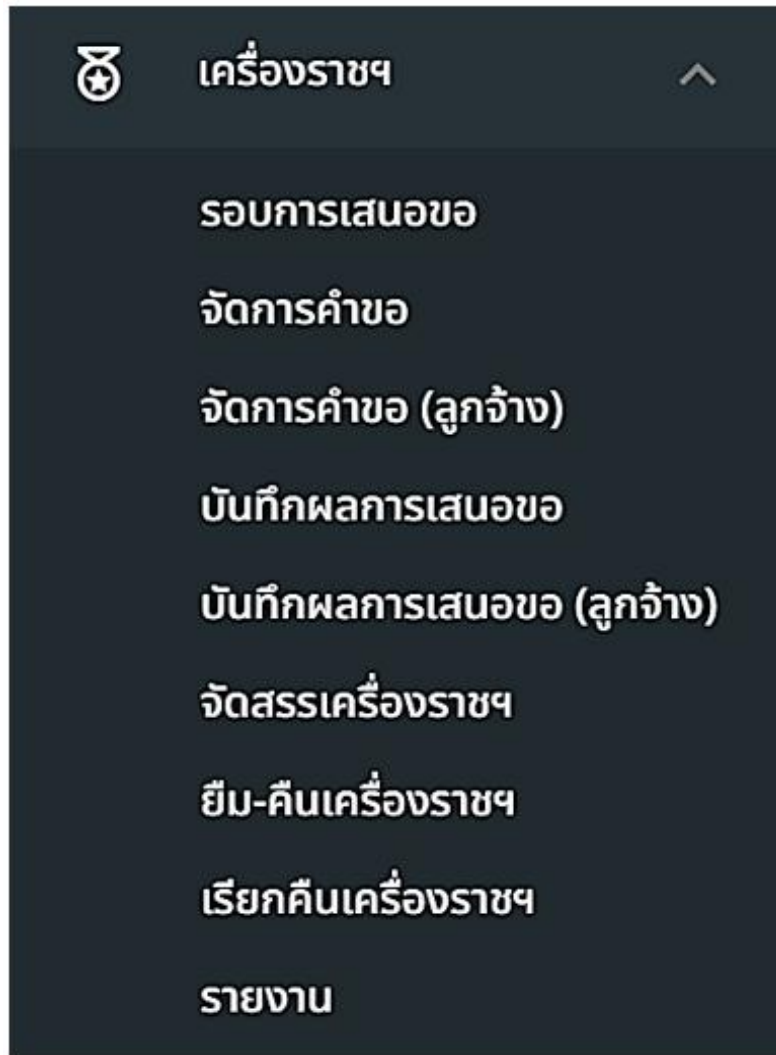 เครื่องราชฯ
รอบการเสนอขอ
จัดการคำขอ
จัดการคำขอ (ลูกจ้าง)
บันทึกผลการเสนอขอ
บันทึกผลการเสนอขอ (ลูกจ้าง)
จัดสรรเครื่องราชฯ
ยืม-คืนเครื่องราชฯ
เรียกคืนเครื่องราชฯ
รายงาน